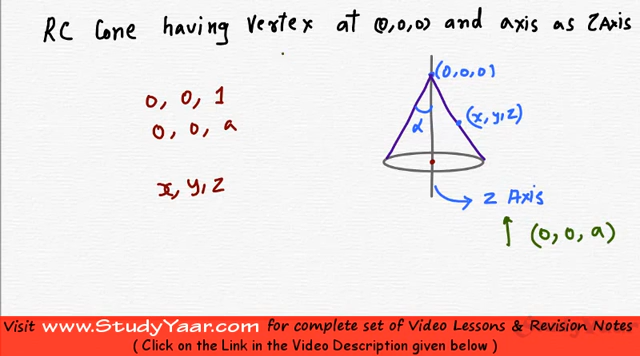 RC Cone having Vertex at (0,0,0) and axis as Z Axis
0, 0, 1
0, 0, a
x, y, z
(0,0,0)
α
(x, y, z)
z Axis
(0, 0, a)
Visit www.StudyYaar.com for complete set of Video Lessons & Revision Notes
( Click on the Link in the Video Description given below )